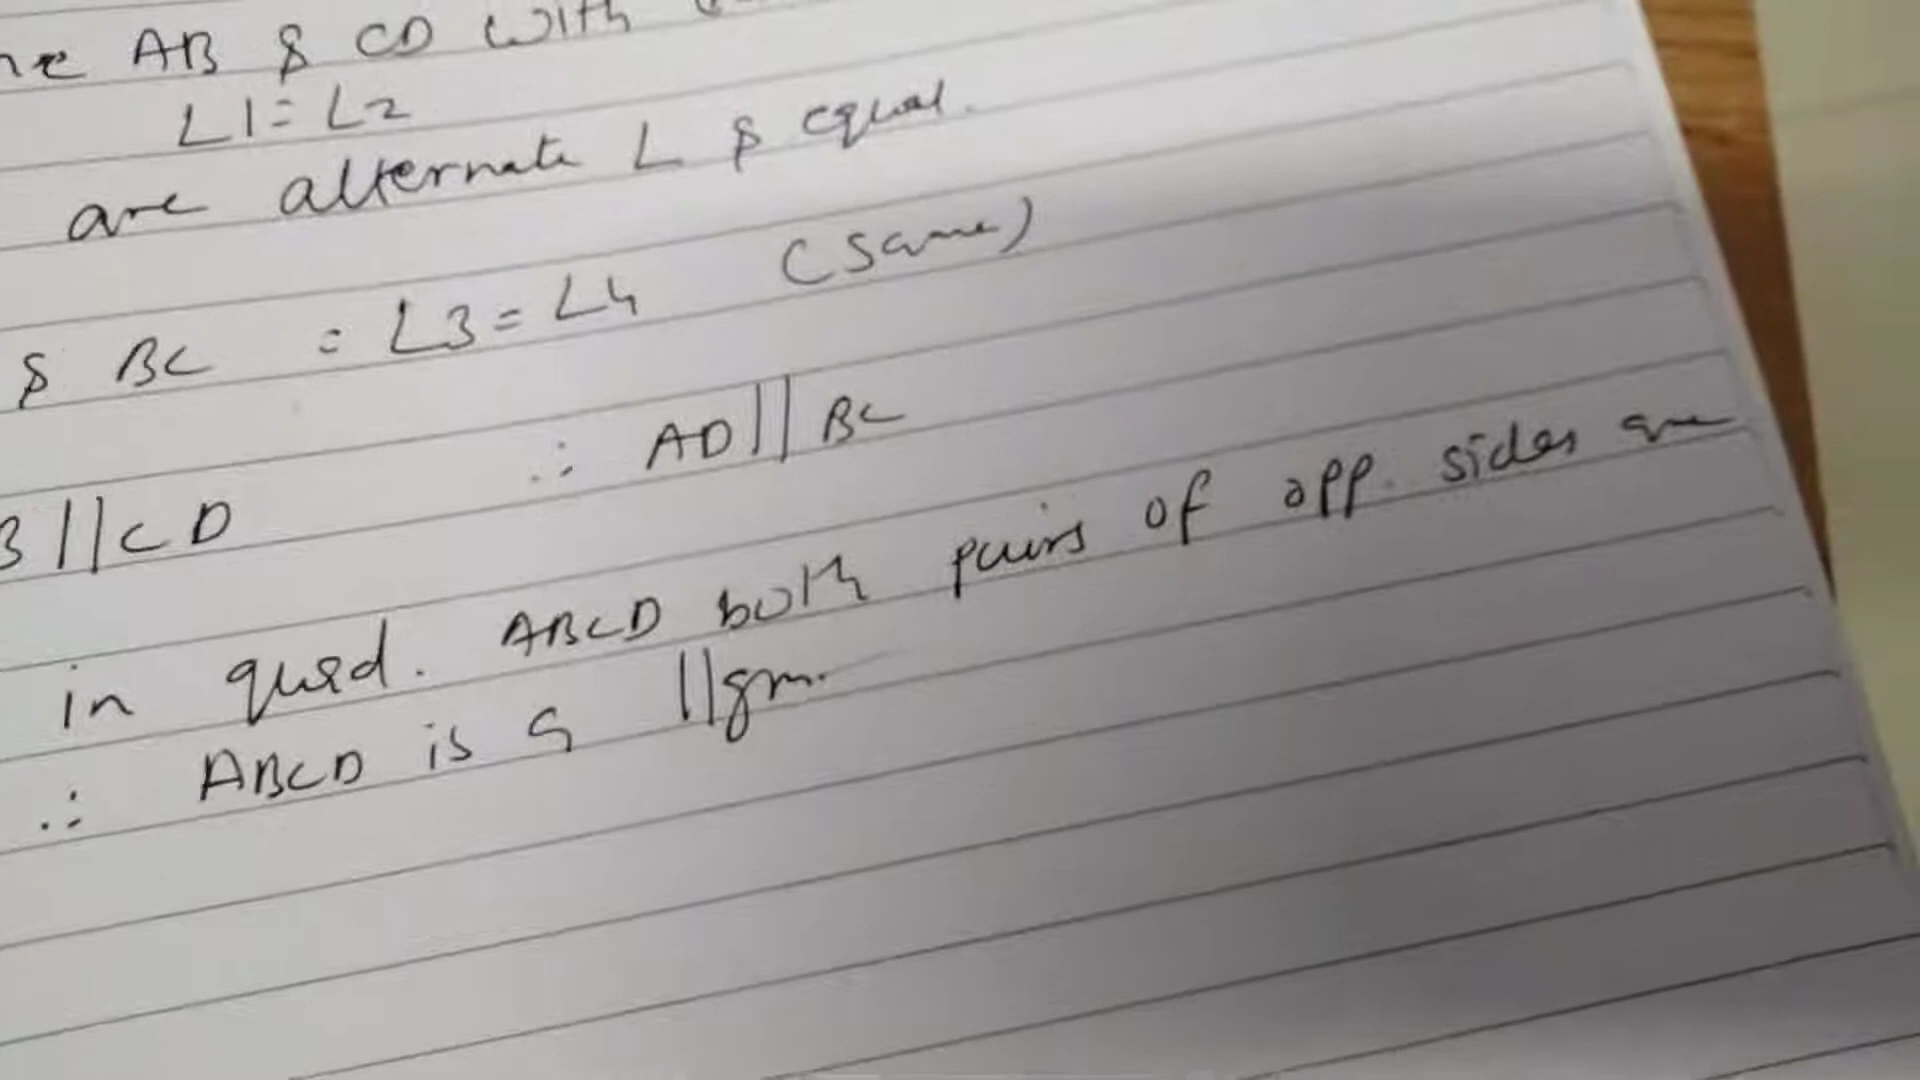 AB & CD with
∠1 = ∠2
are alternate ∠ & equal.
& BC = ∠3 = ∠4 (same)
∴ AD || BC
B || CD
in quad. ABCD both pairs of opp. sides are
∴ ABCD is a ||gm.